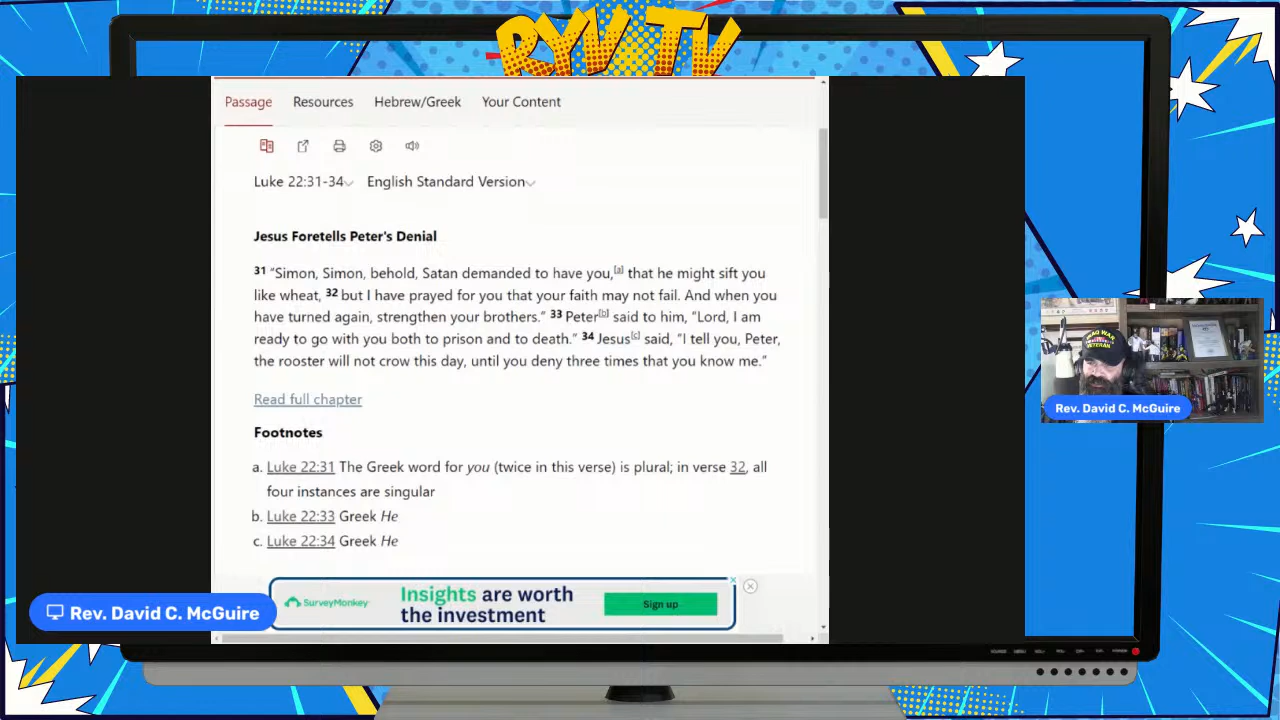 RYV TV
Passage Resources Hebrew/Greek Your Content
Luke 22:31-34 English Standard Version
Jesus Foretells Peter's Denial
31 “Simon, Simon, behold, Satan demanded to have you,[a] that he might sift you
like wheat, 32 but I have prayed for you that your faith may not fail. And when you
have turned again, strengthen your brothers.” 33 Peter[b] said to him, “Lord, I am
ready to go with you both to prison and to death.” 34 Jesus[c] said, “I tell you, Peter,
the rooster will not crow this day, until you deny three times that you know me.”
Read full chapter
Footnotes
a. Luke 22:31 The Greek word for you (twice in this verse) is plural; in verse 32, all
four instances are singular
b. Luke 22:33 Greek He
c. Luke 22:34 Greek He
SurveyMonkey
Insights are worth
the investment
Sign up
Rev. David C. McGuire
IRAQ WAR
VETERAN
Rev. David C. McGuire